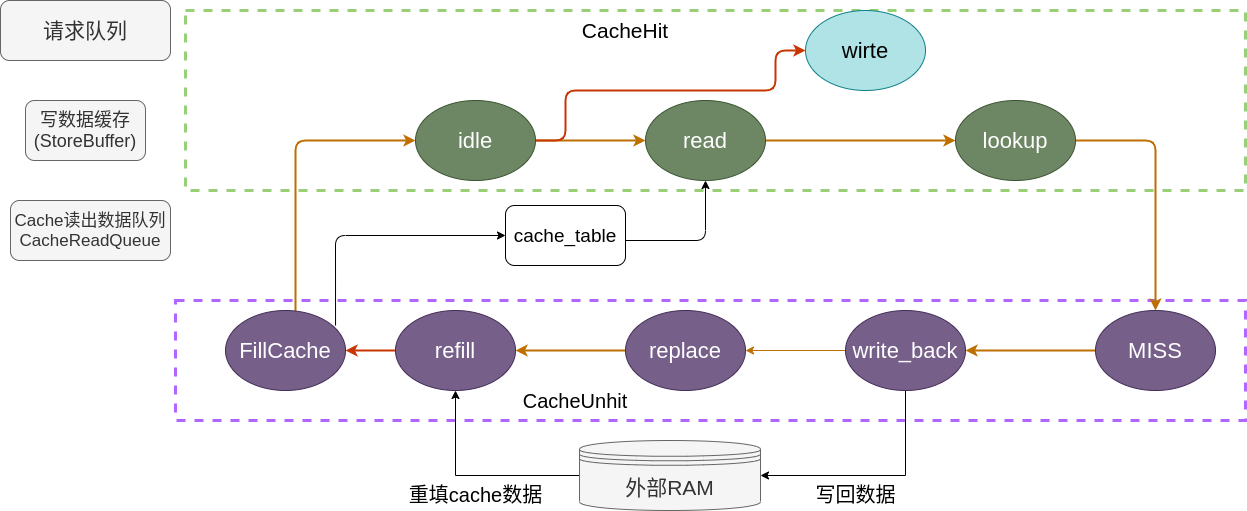 请求队列
CacheHit
wirte
写数据缓存
(StoreBuffer)
idle
read
lookup
Cache读出数据队列
CacheReadQueue
cache_table
FillCache
refill
replace
write_back
MISS
CacheUnhit
外部RAM
重填cache数据
写回数据